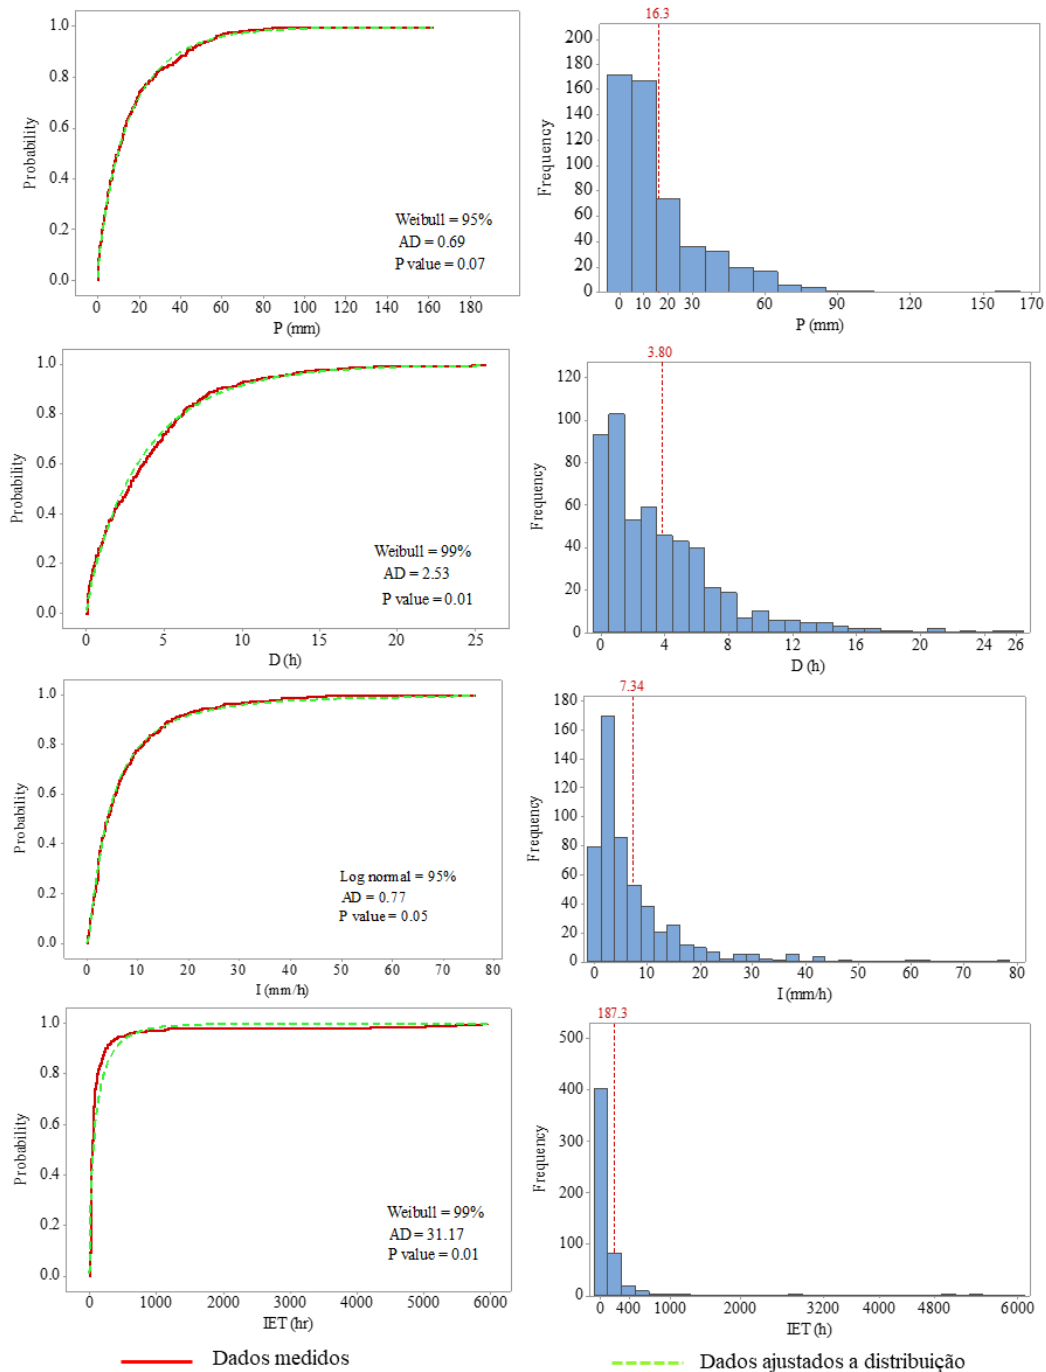 1.0
0.8
0.6
0.4
0.2
0.0
Probability
Weibull = 95%
AD = 0.69
P value = 0.07
0 20 40 60 80 100 120 140 160 180
P (mm)
16.3
200
180
160
140
120
100
80
60
40
20
0
Frequency
0 10 20 30 60 90 120 140 170
P (mm)
1.0
0.8
0.6
0.4
0.2
0.0
Probability
Weibull = 99%
AD = 2.53
P value = 0.01
0 5 10 15 20 25
D (h)
3.80
120
100
80
60
40
20
0
Frequency
0 4 8 12 16 22 26
D (h)
1.0
0.8
0.6
0.4
0.2
0.0
Probability
Log normal = 95%
AD = 0.77
P value = 0.05
0 10 20 30 40 50 60 70 80
I (mm/h)
7.34
180
160
140
120
100
80
60
40
20
0
Frequency
0 10 20 30 40 50 60 70 80
I (mm/h)
1.0
0.8
0.6
0.4
0.2
0.0
Probability
Weibull = 99%
AD = 31.17
P value = 0.01
0 1000 2000 3000 4000 5000 6000
IET (hr)
187.3
500
400
300
200
100
0
Frequency
0 400 1000 2000 3200 4000 4800 6000
IET (h)
Dados medidos
Dados ajustados a distribuição